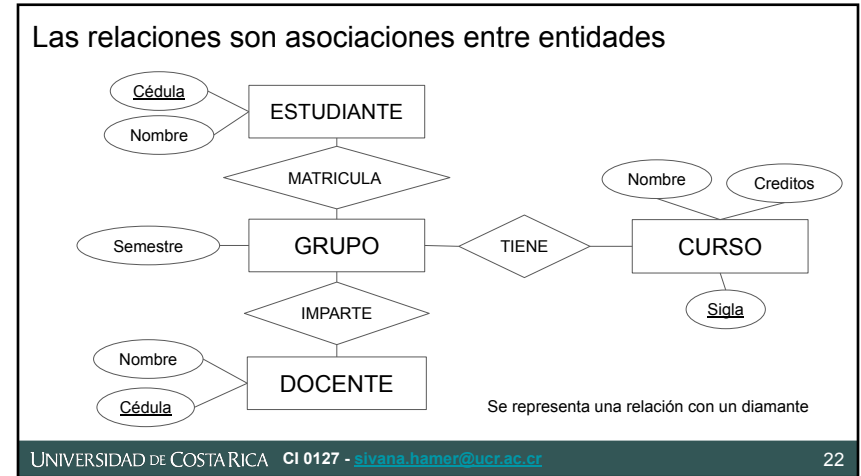 Las relaciones son asociaciones entre entidades
Cédula
ESTUDIANTE
Nombre
MATRICULA
Nombre
Creditos
Semestre
GRUPO
TIENE
CURSO
IMPARTE
Sigla
Nombre
DOCENTE
Cédula
Se representa una relación con un diamante
UNIVERSIDAD DE COSTA RICA CI 0127 - sivana.hamer@ucr.ac.cr 22